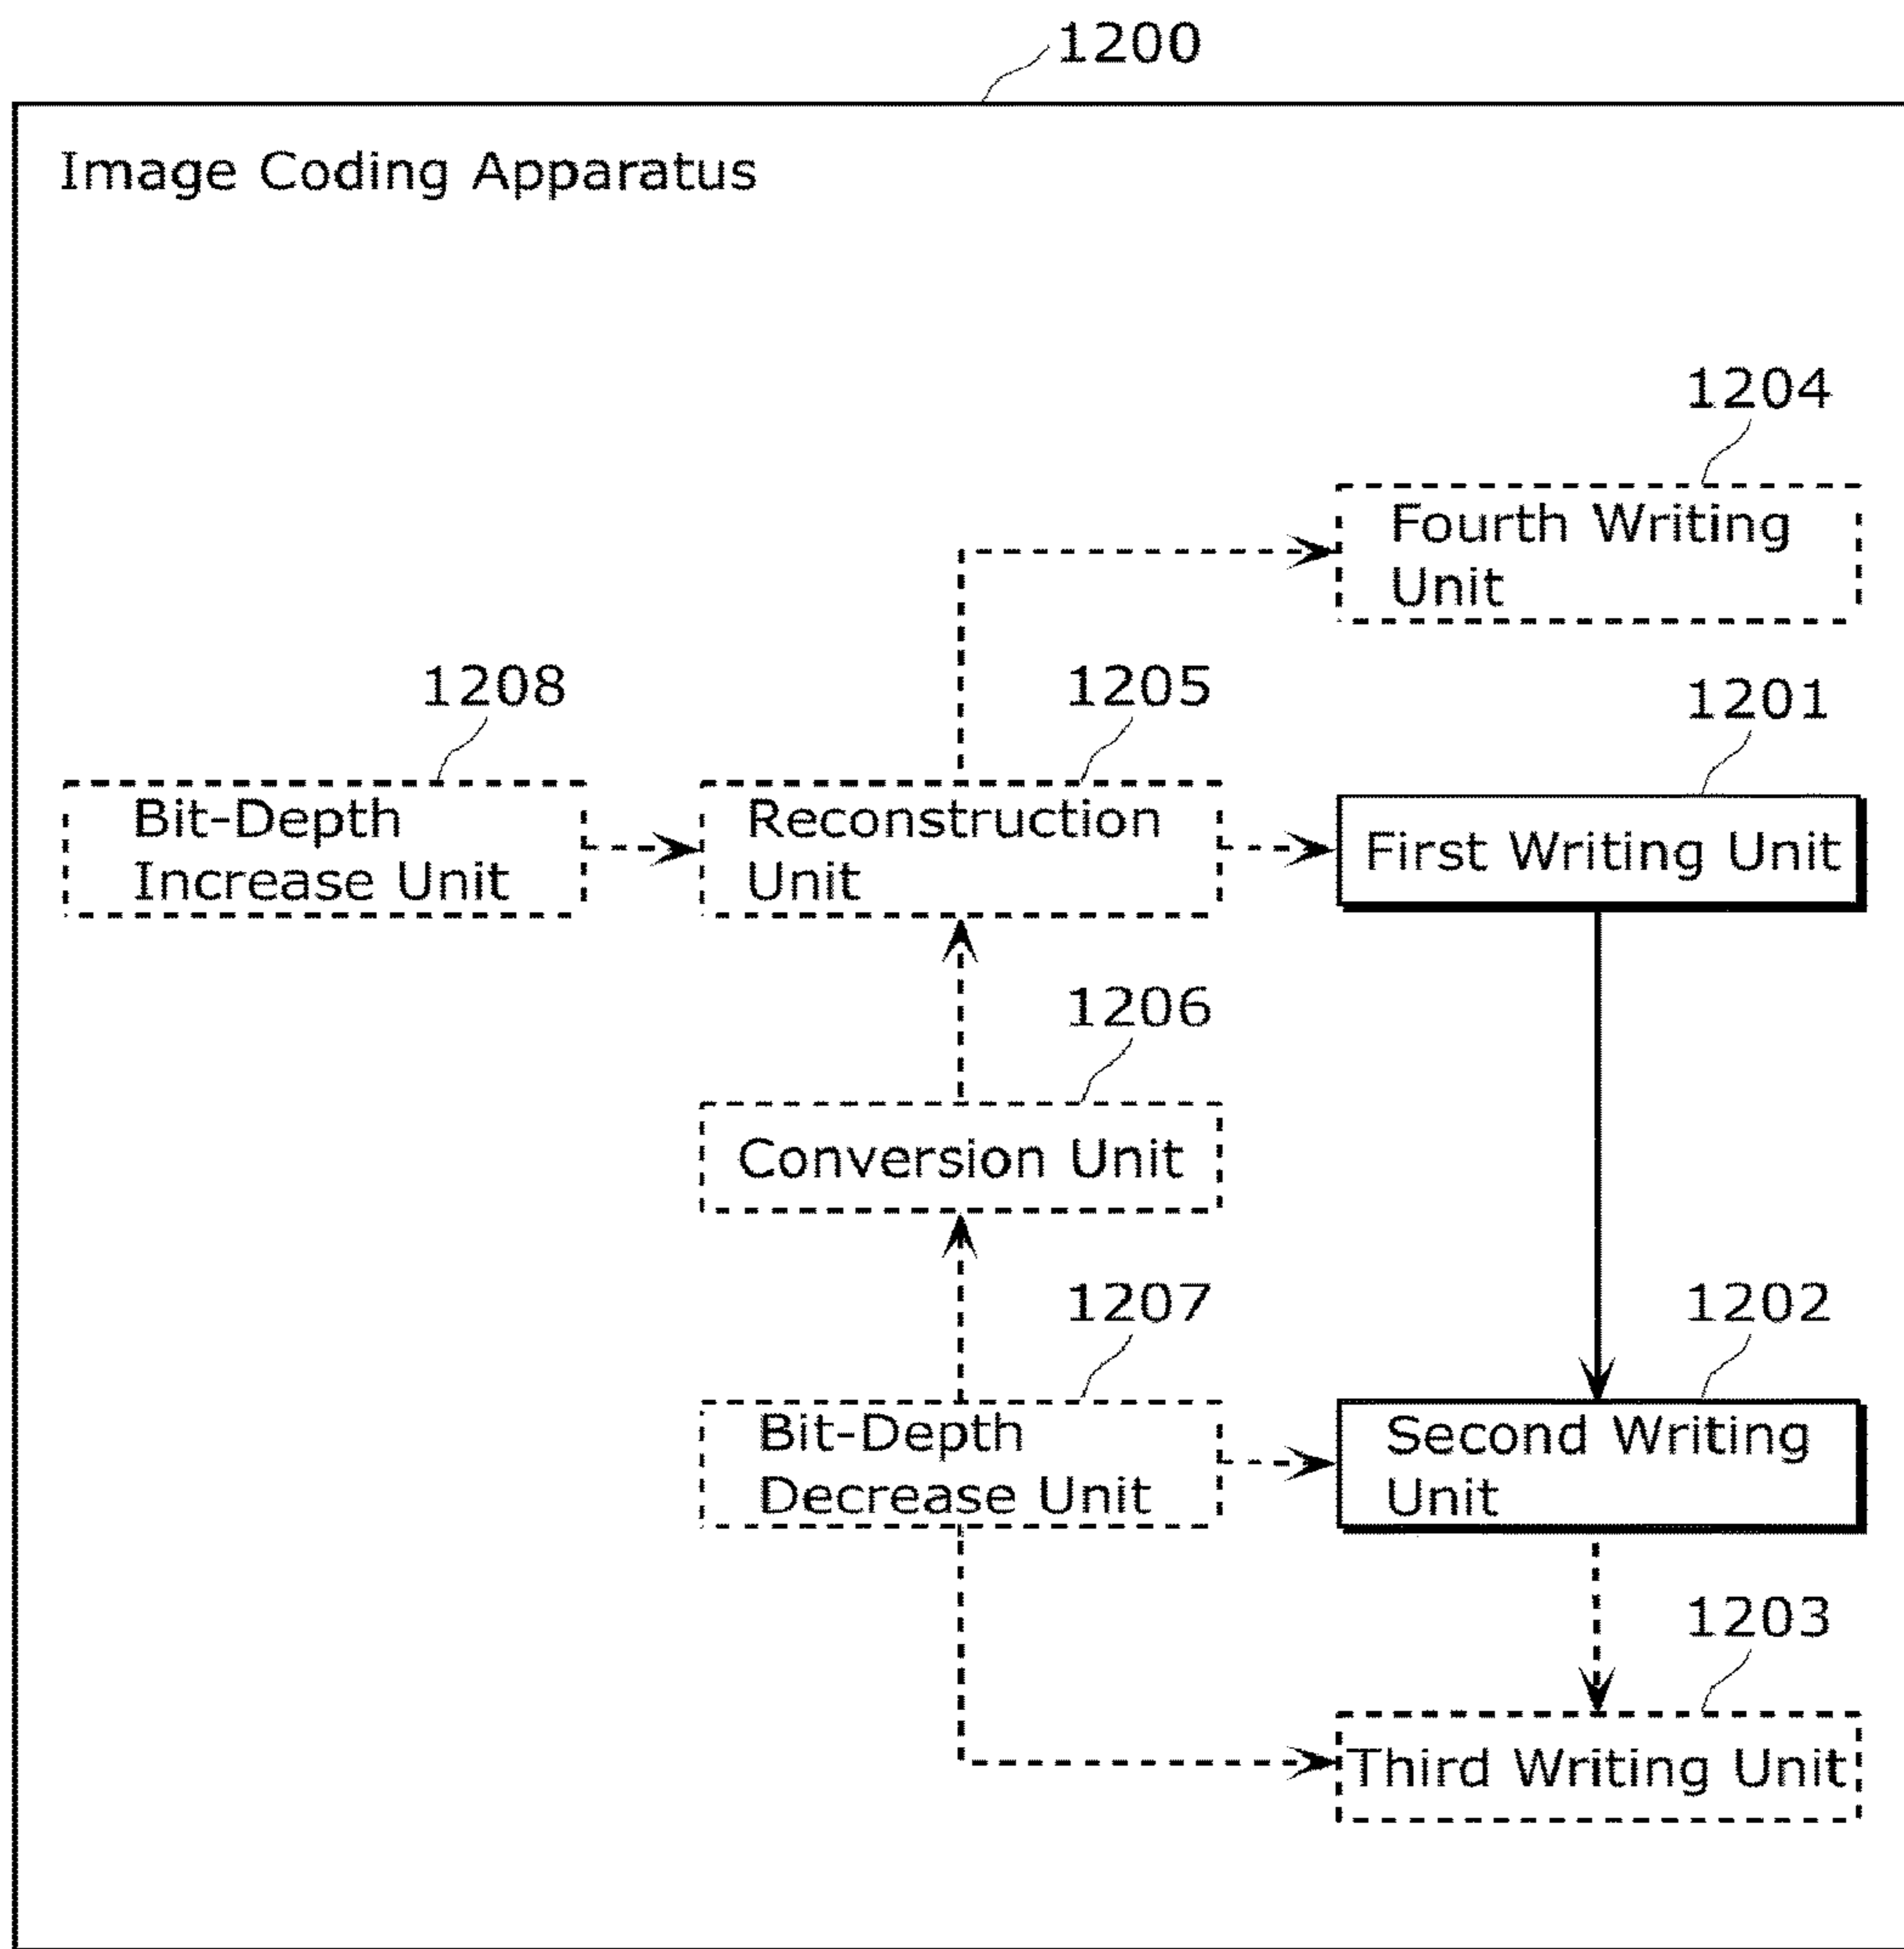 1200
Image Coding Apparatus
1204
Fourth Writing
Unit
1208
1205
1201
Bit-Depth
Increase Unit
Reconstruction
Unit
First Writing Unit
1206
Conversion Unit
1207
1202
Bit-Depth
Decrease Unit
Second Writing
Unit
1203
Third Writing Unit